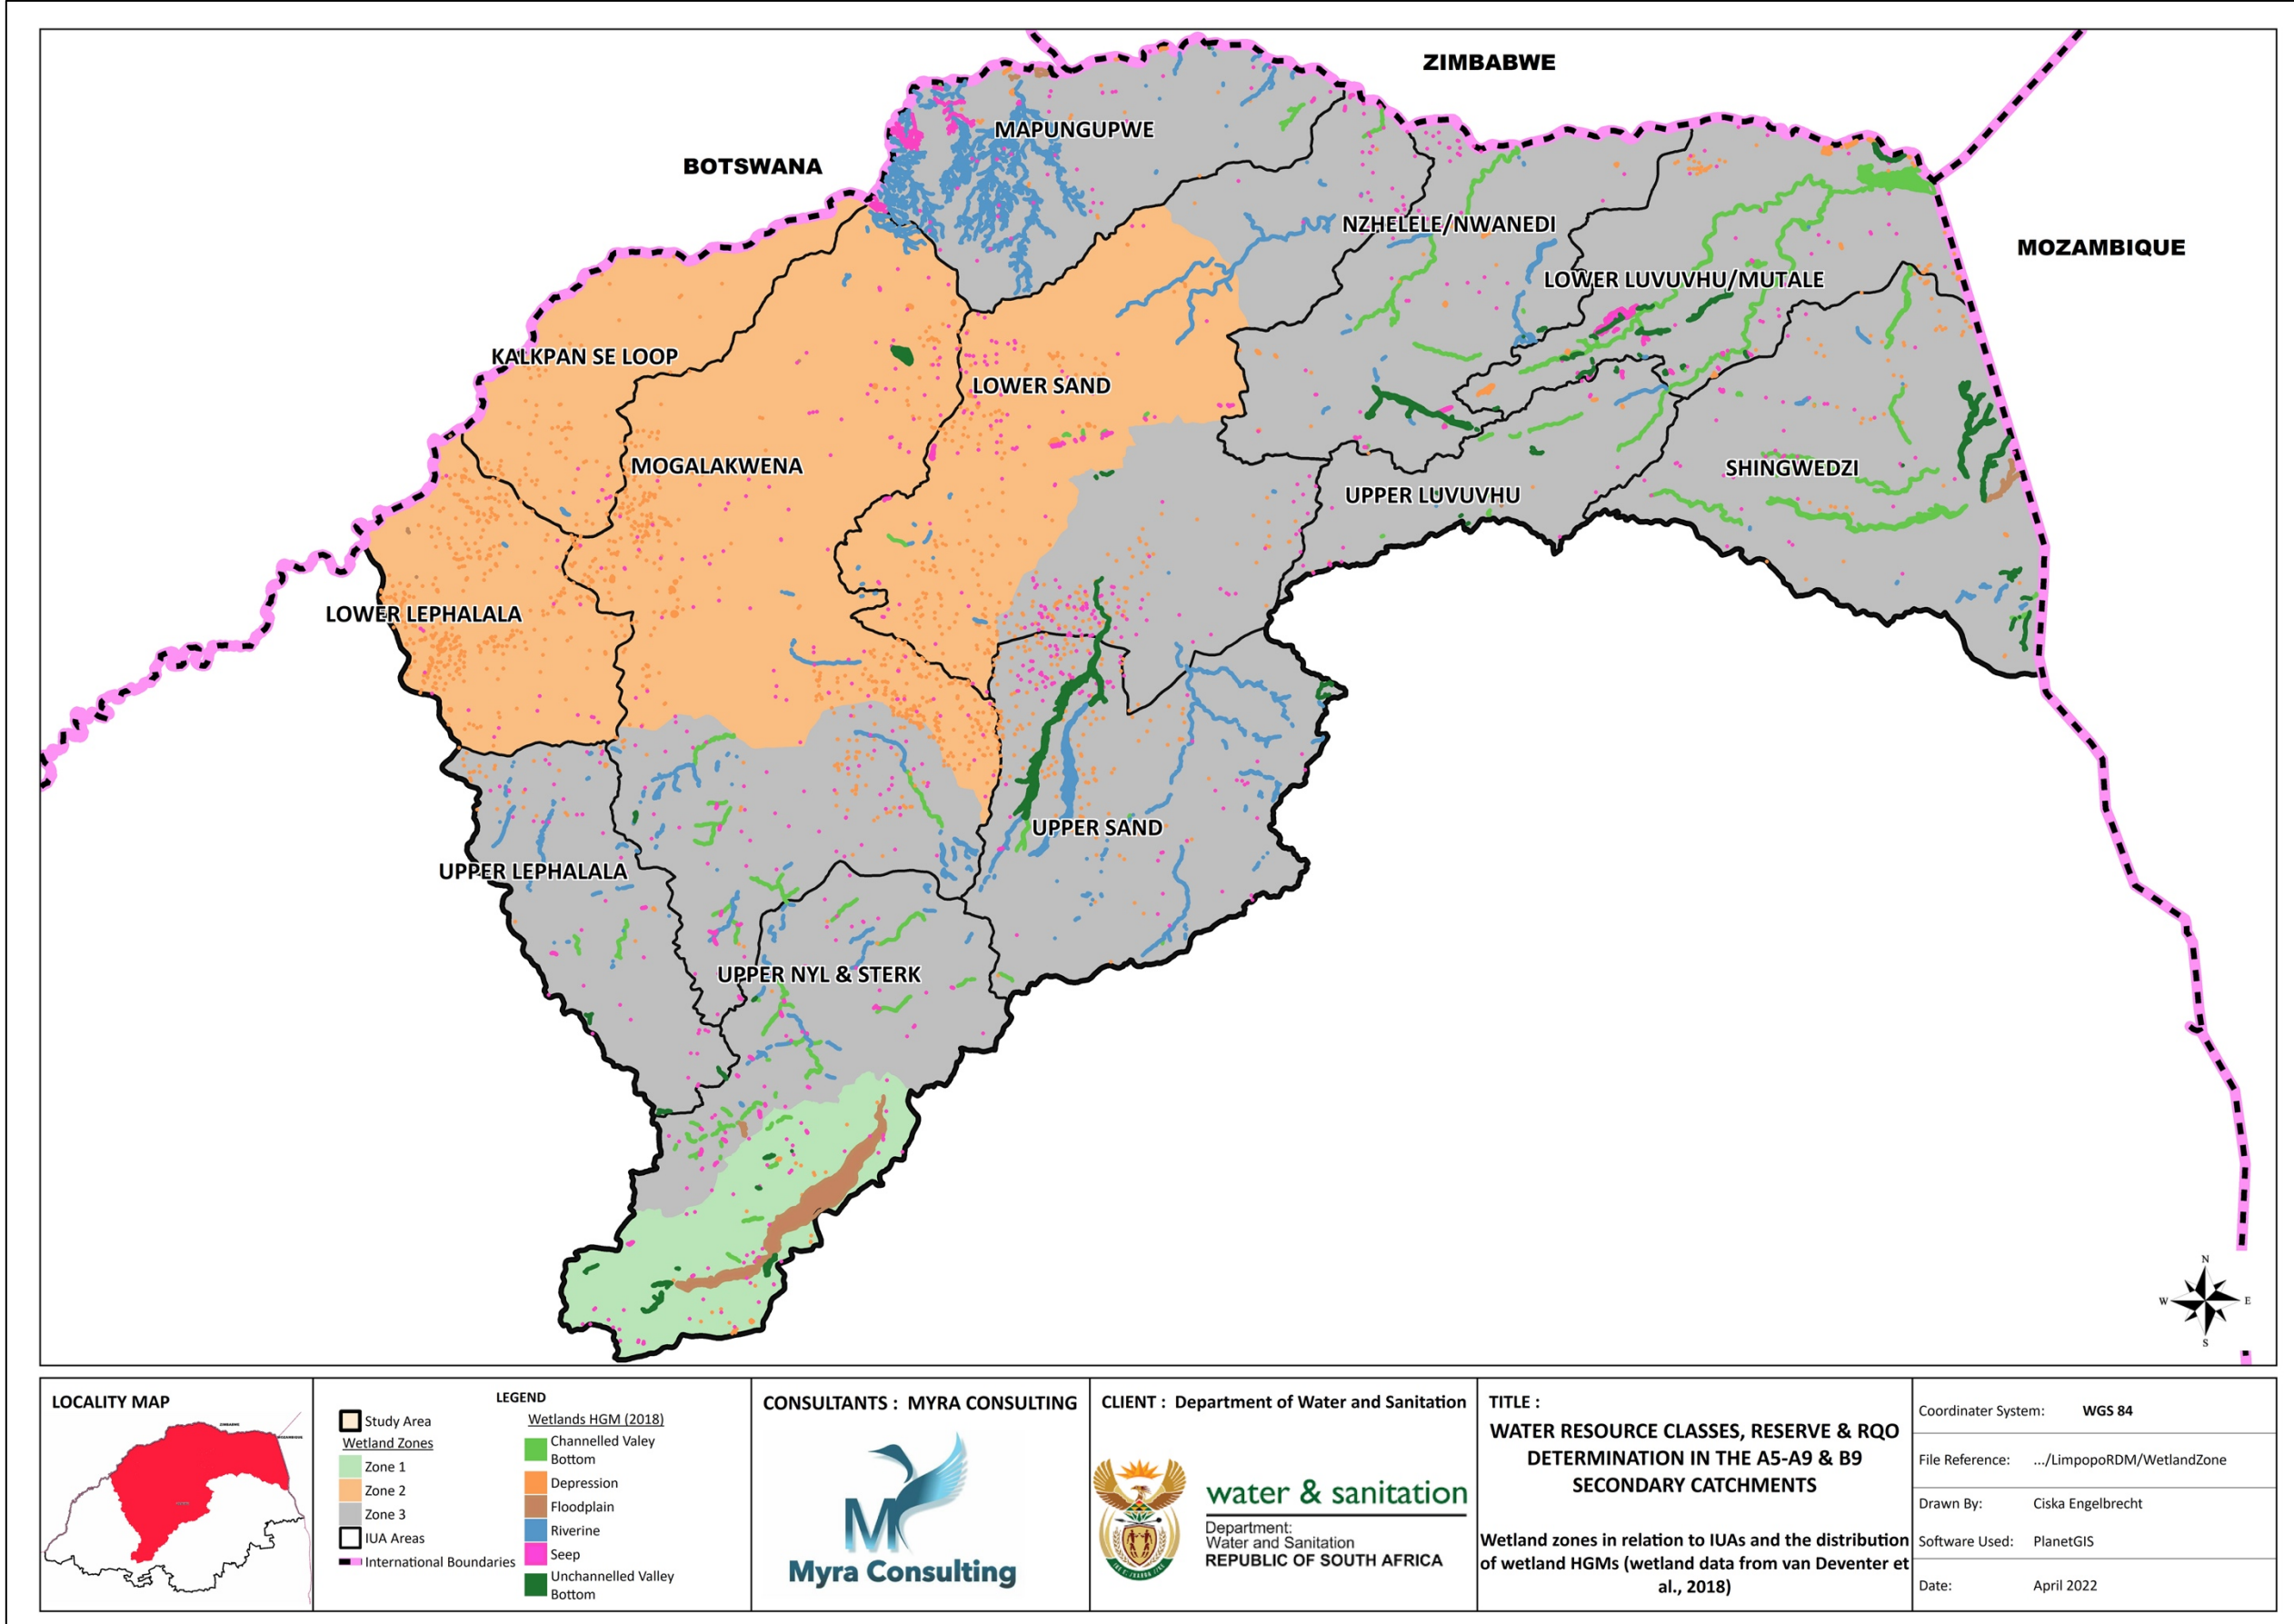 ZIMBABWE
MAPUNGUPWE
BOTSWANA
NZHELELE/NWANEDI
MOZAMBIQUE
LOWER LUVUVHU/MUTALE
KALKPAN SE LOOP
LOWER SAND
MOGALAKWENA
SHINGWEDZI
UPPER LUVUVHU
LOWER LEPHALALA
UPPER SAND
UPPER LEPHALALA
UPPER NYL & STERK
N
W
E
S
LOCALITY MAP
ZIMBABWE
MOZAMBIQUE
LEGEND
Study Area
Wetland Zones
Zone 1
Zone 2
Zone 3
IUA Areas
International Boundaries
Wetlands HGM (2018)
Channelled Valey
Bottom
Depression
Floodplain
Riverine
Seep
Unchannelled Valley
Bottom
CONSULTANTS : MYRA CONSULTING
M
Myra Consulting
CLIENT : Department of Water and Sanitation
water & sanitation
Department:
Water and Sanitation
REPUBLIC OF SOUTH AFRICA
TITLE :
WATER RESOURCE CLASSES, RESERVE & RQO
DETERMINATION IN THE A5-A9 & B9
SECONDARY CATCHMENTS
Wetland zones in relation to IUAs and the distribution
of wetland HGMs (wetland data from van Deventer et
al., 2018)
Coordinater System: WGS 84
File Reference: .../LimpopoRDM/WetlandZone
Drawn By: Ciska Engelbrecht
Software Used: PlanetGIS
Date: April 2022